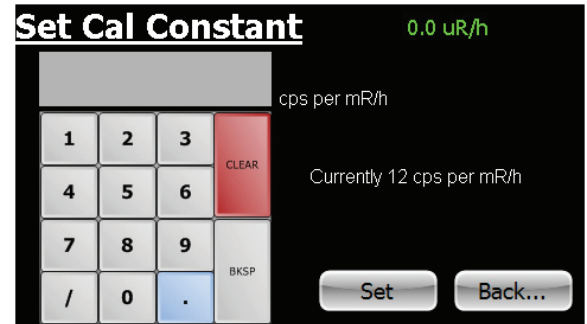 Set Cal Constant
0.0 uR/h
cps per mR/h
1 2 3 CLEAR
4 5 6
Currently 12 cps per mR/h
7 8 9 BKSP
/ 0 .
Set Back...